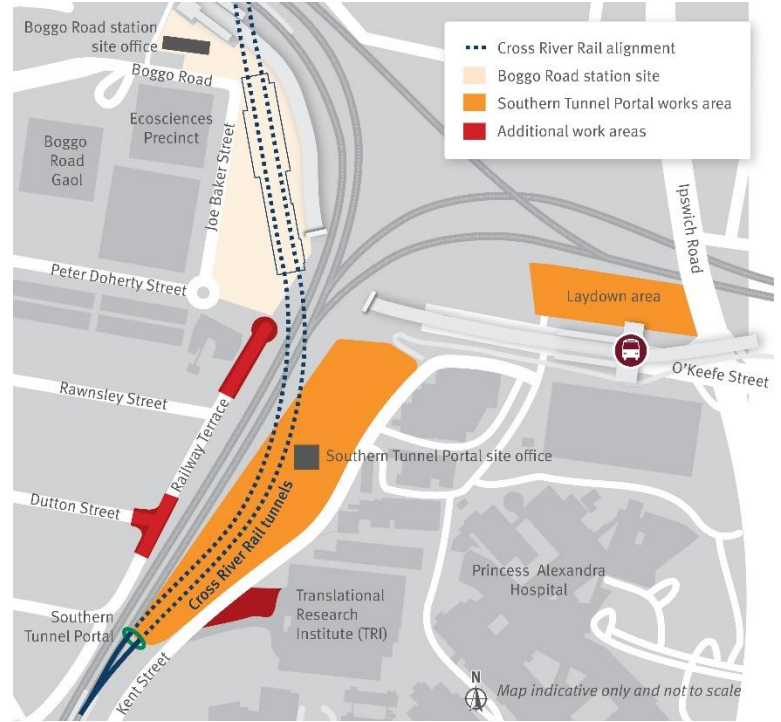 Boggo Road station
site office
Boggo Road
Ecosciences
Precinct
Boggo
Road
Gaol
Joe Baker Street
Peter Doherty Street
Cross River Rail alignment
Boggo Road station site
Southern Tunnel Portal works area
Additional work areas
Ipswich Road
Laydown area
O'Keefe Street
Rawnsley Street
Railway Terrace
Southern Tunnel Portal site office
Dutton Street
Cross River Rail tunnels
Southern
Tunnel Portal
Translational
Research
Institute (TRI)
Princess Alexandra
Hospital
Kent Street
N
Map indicative only and not to scale